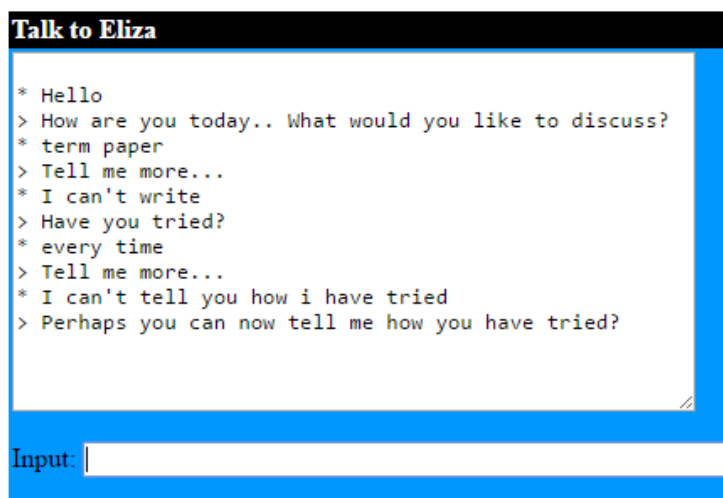 Talk to Eliza
* Hello
> How are you today.. What would you like to discuss?
* term paper
> Tell me more...
* I can't write
> Have you tried?
* every time
> Tell me more...
* I can't tell you how i have tried
> Perhaps you can now tell me how you have tried?
Input: